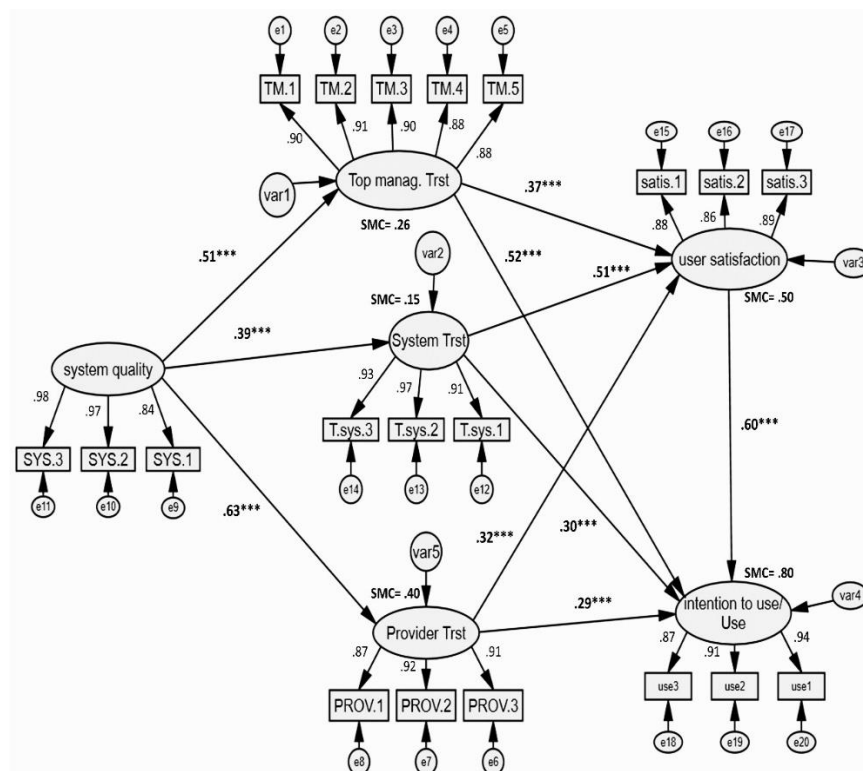 e1 e2 e3 e4 e5
TM.1 TM.2 TM.3 TM.4 TM.5
.90 .91 .90 .88 .88
e15 e16 e17
satis.1 satis.2 satis.3
.88 .86 .89
var1
Top manag. Trst
SMC= .26
.37***
user satisfaction
var3
SMC= .50
.51***
.52***
var2
.51***
SMC= .15
System Trst
.39***
system quality
.98 .97 .84
SYS.3 SYS.2 SYS.1
e11 e10 e9
.93 .97 .91
T.sys.3 T.sys.2 T.sys.1
e14 e13 e12
.60***
.63***
.32***
.30***
var5
SMC= .40
Provider Trst
.29***
SMC= .80
intention to use/
Use
var4
.87 .92 .91
PROV.1 PROV.2 PROV.3
e8 e7 e6
.87 .91 .94
use3 use2 use1
e18 e19 e20